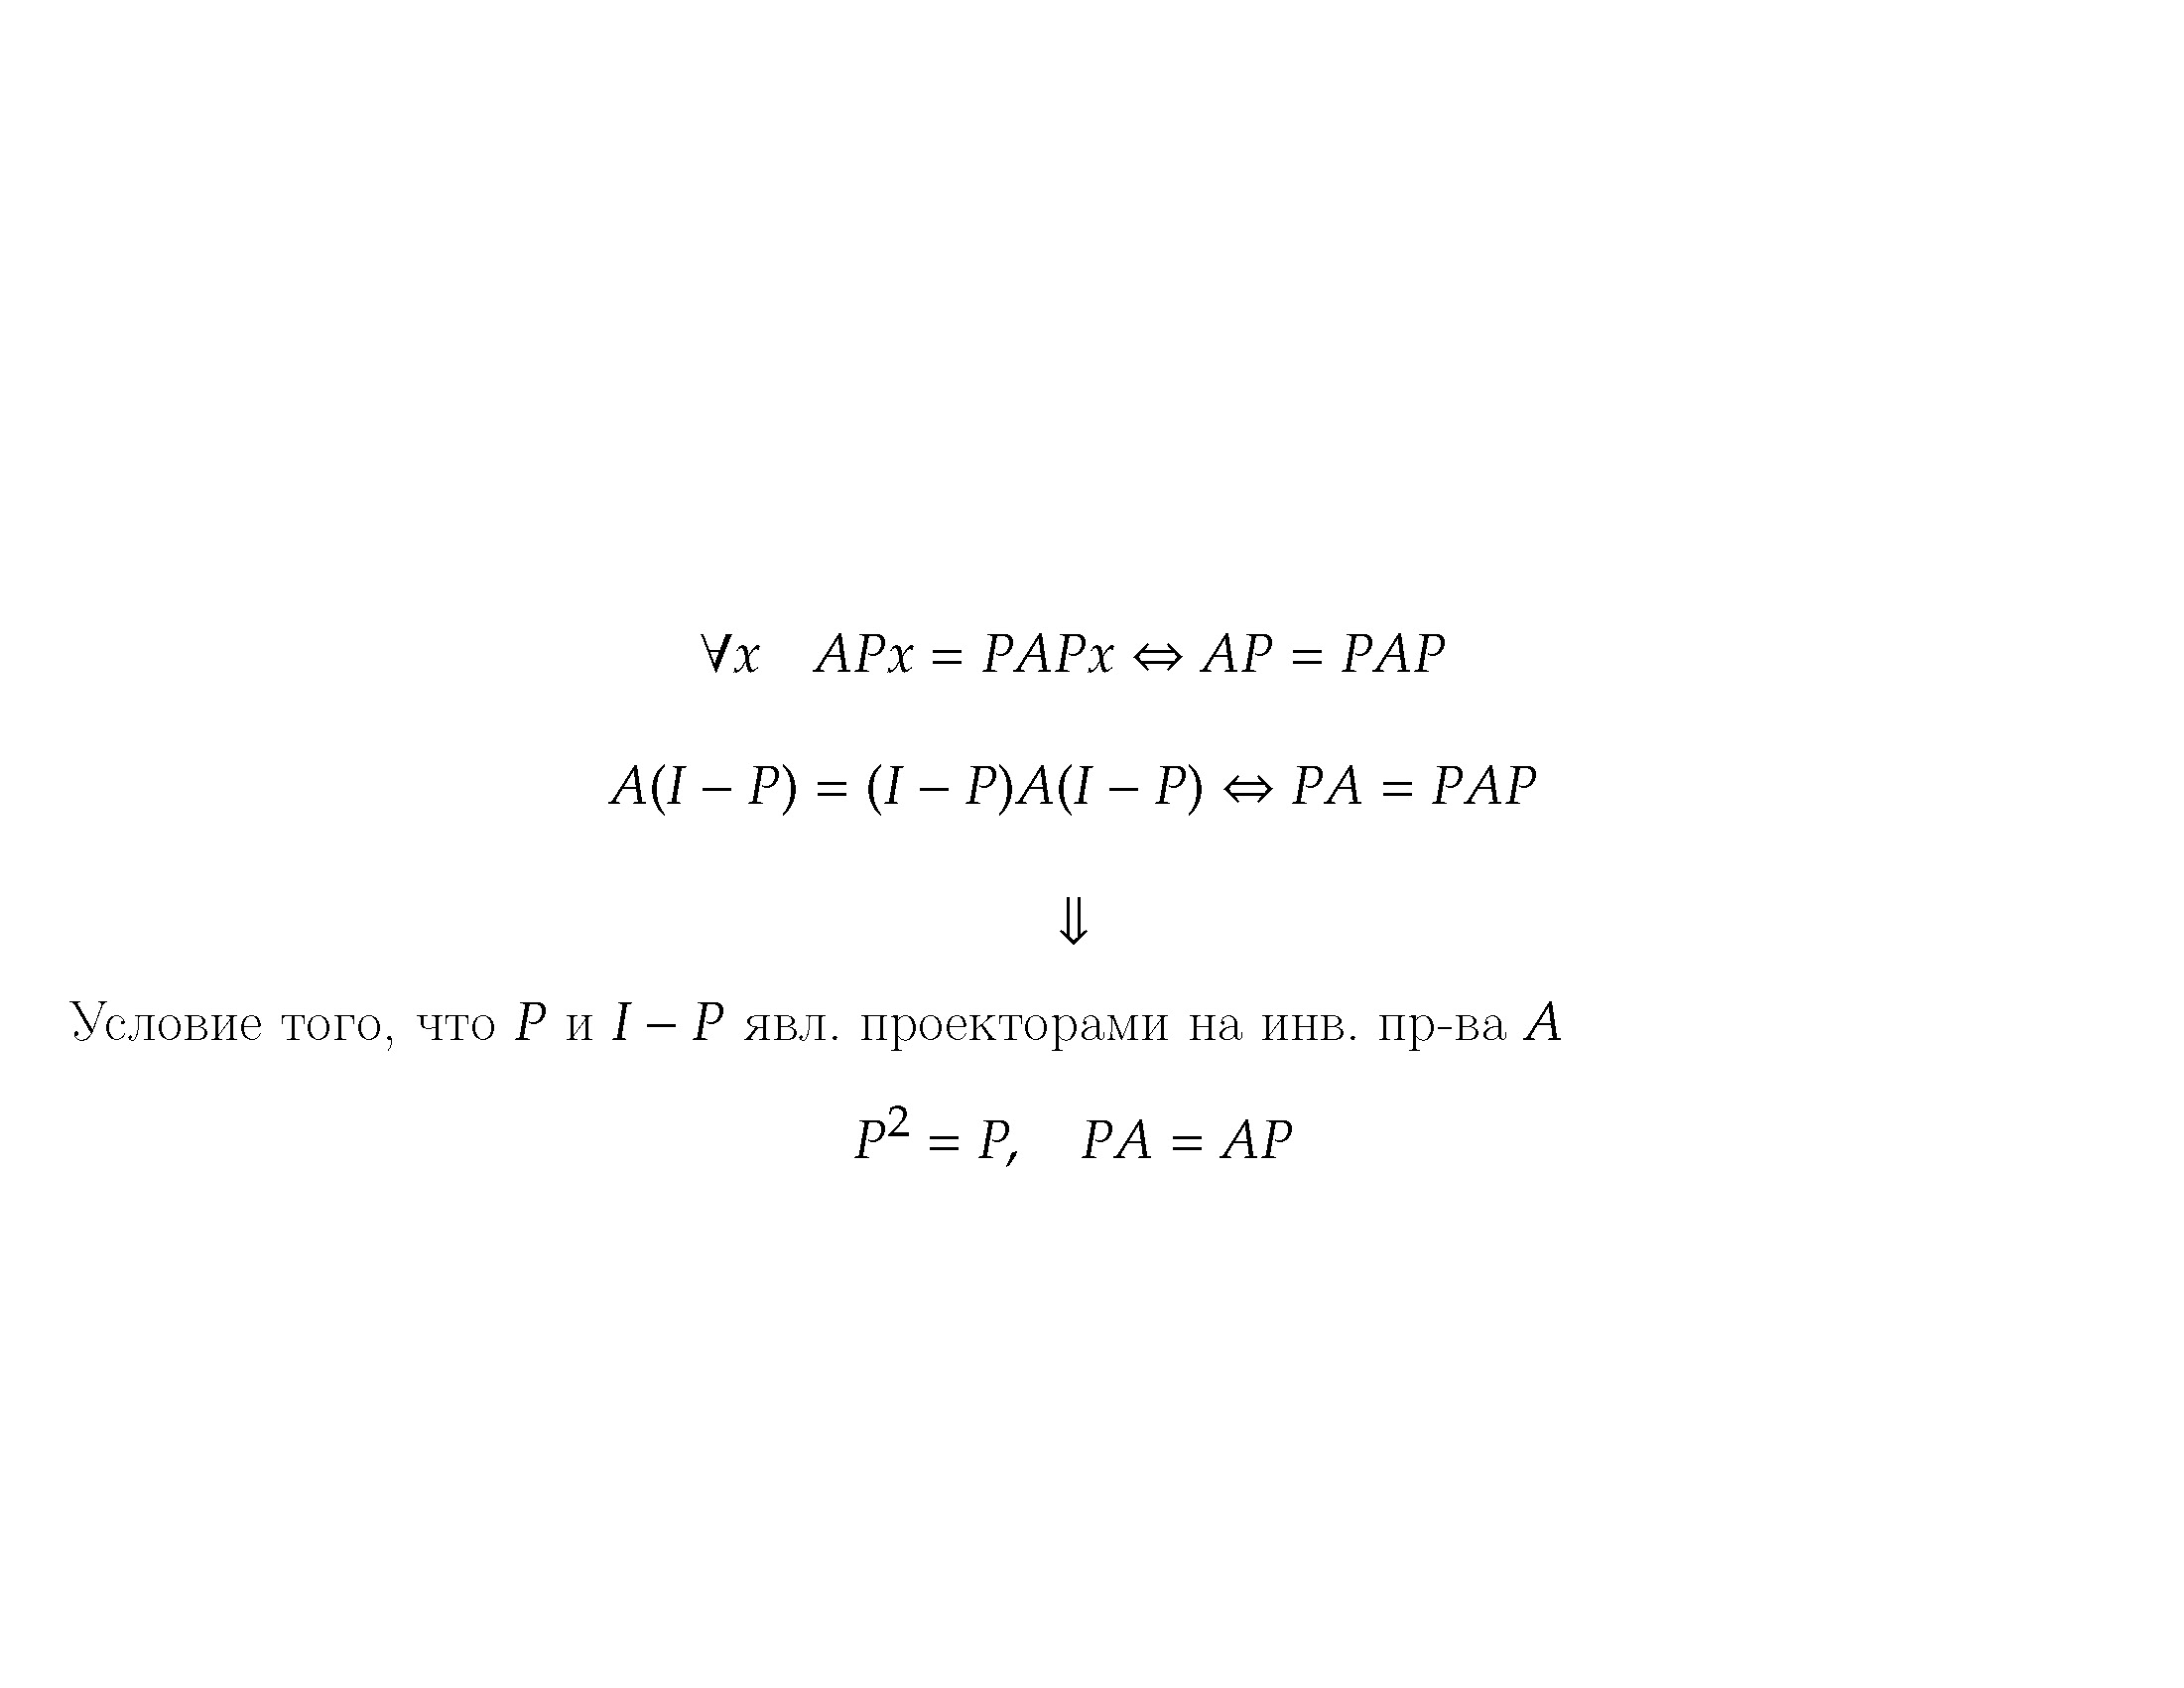 ∀x APx = PAPx ⇔ AP = PAP
A(I − P) = (I − P)A(I − P) ⇔ PA = PAP
⇓
Условие того, что P и I − P явл. проекторами на инв. пр-ва A
P² = P, PA = AP